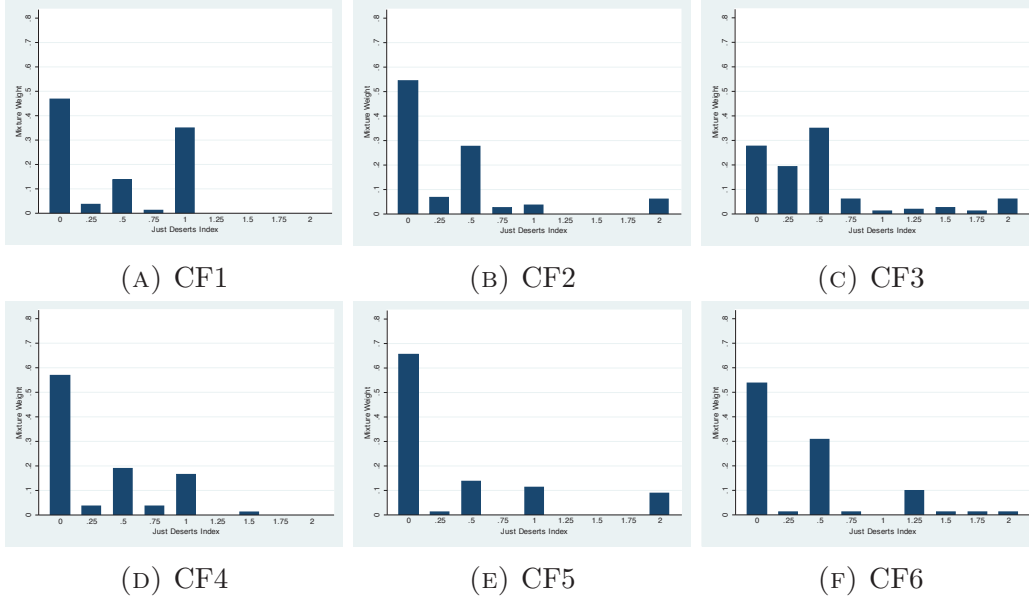 Mixture Weight
0 .1 .2 .3 .4 .5 .6 .7 .8
0 .25 .5 .75 1 1.25 1.5 1.75 2
Just Deserts Index
(A) CF1
Mixture Weight
0 .1 .2 .3 .4 .5 .6 .7 .8
0 .25 .5 .75 1 1.25 1.5 1.75 2
Just Deserts Index
(B) CF2
Mixture Weight
0 .1 .2 .3 .4 .5 .6 .7 .8
0 .25 .5 .75 1 1.25 1.5 1.75 2
Just Deserts Index
(C) CF3
Mixture Weight
0 .1 .2 .3 .4 .5 .6 .7 .8
0 .25 .5 .75 1 1.25 1.5 1.75 2
Just Deserts Index
(D) CF4
Mixture Weight
0 .1 .2 .3 .4 .5 .6 .7 .8
0 .25 .5 .75 1 1.25 1.5 1.75 2
Just Deserts Index
(E) CF5
Mixture Weight
0 .1 .2 .3 .4 .5 .6 .7 .8
0 .25 .5 .75 1 1.25 1.5 1.75 2
Just Deserts Index
(F) CF6